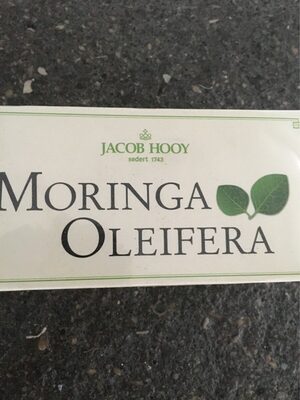 JACOB HOOY
sedert 1743
MORINGA
OLEIFERA